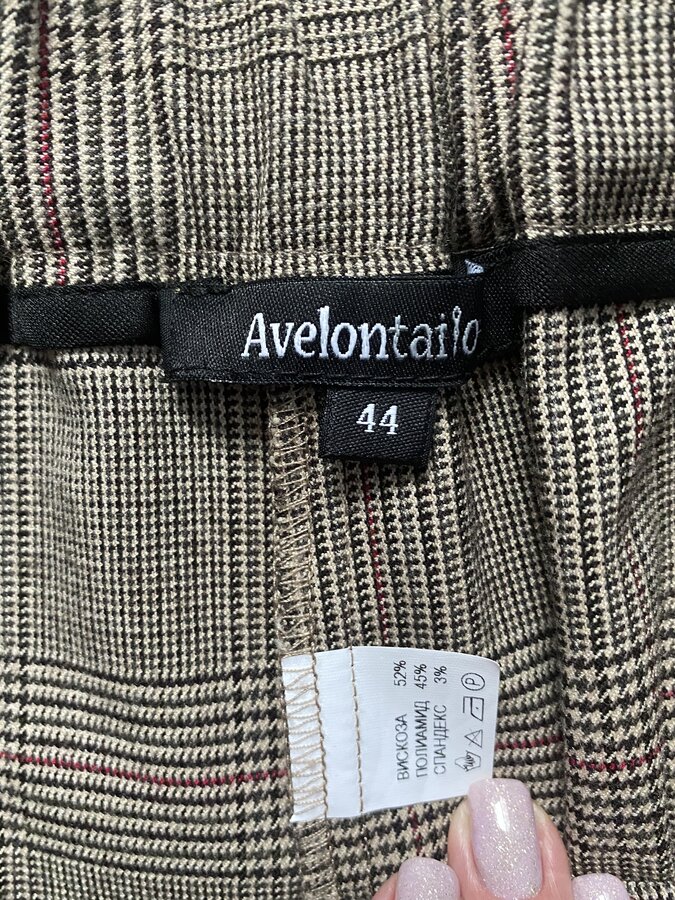 Avelontailo
44
ВИСКОЗА 52%
ПОЛИАМИД 45%
СПАНДЕКС 3%
P